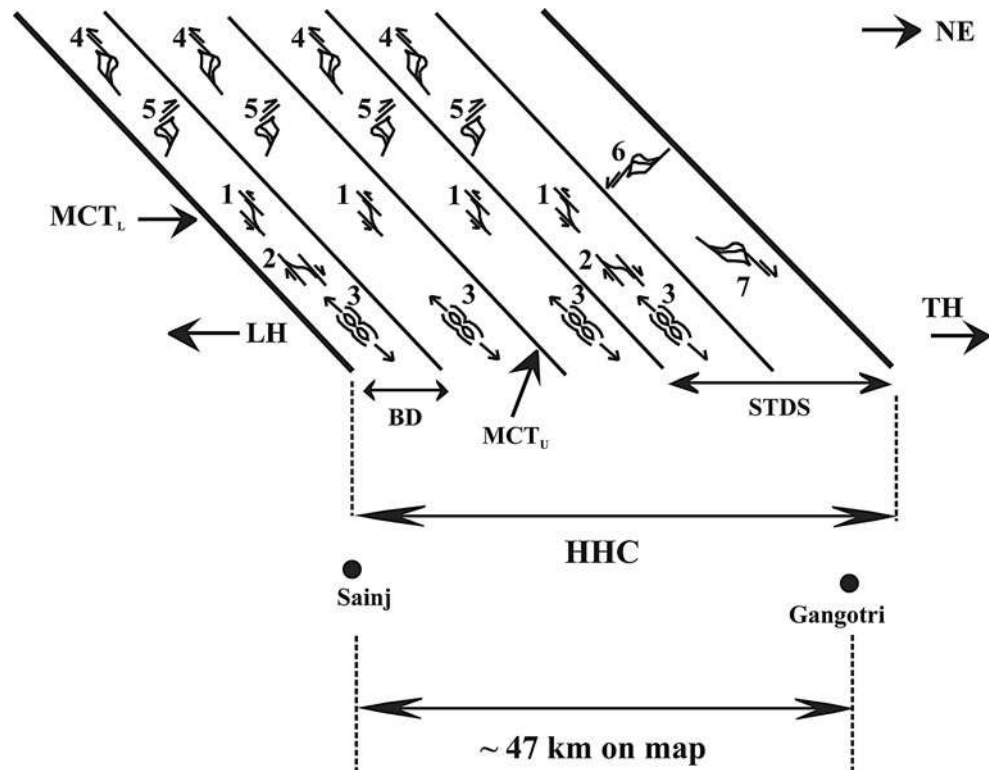 4 4 4 4 NE
5 5 5 5 6
1 1 1 1
MCTL
2 2 7
3 3 3 3
LH TH
BD STDS
MCTU
HHC
Sainj Gangotri
~ 47 km on map